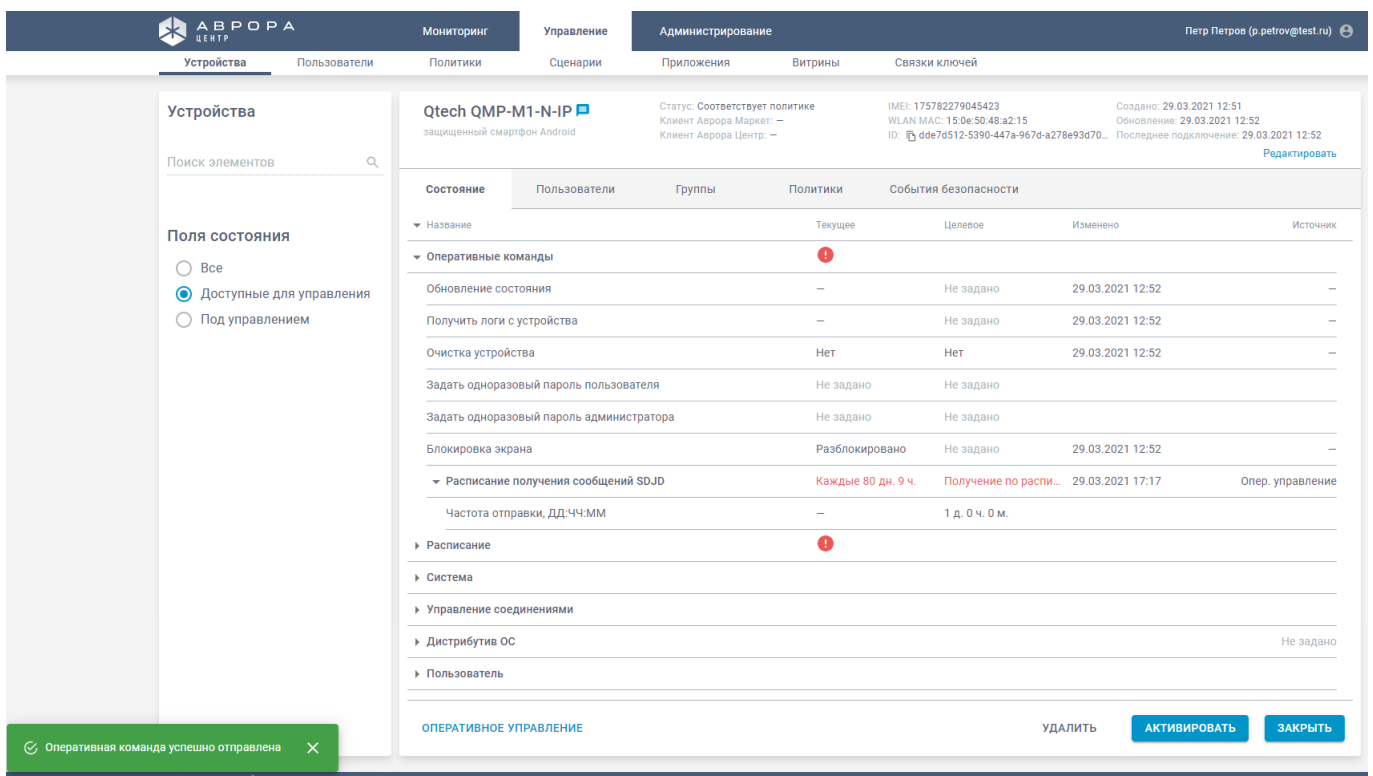 АВРОРА
ЦЕНТР
Мониторинг Управление Администрирование Петр Петров (p.petrov@test.ru)
Устройства Пользователи Политики Сценарии Приложения Витрины Связки ключей
Устройства
Поиск элементов
Поля состояния
Все
Доступные для управления
Под управлением
Qtech QMP-M1-N-IP
защищенный смартфон Android
Статус: Соответствует политике
Клиент Аврора Маркет: —
Клиент Аврора Центр: —
IMEI: 175782279045423
WLAN MAC: 15:0e:50:48:a2:15
ID: dde7d512-5390-447a-967d-a278e93d70...
Создано: 29.03.2021 12:51
Обновление: 29.03.2021 12:52
Последнее подключение: 29.03.2021 12:52
Редактировать
Состояние Пользователи Группы Политики События безопасности
Название Текущее Целевое Изменено Источник
Оперативные команды
Обновление состояния — Не задано 29.03.2021 12:52 —
Получить логи с устройства — Не задано 29.03.2021 12:52 —
Очистка устройства Нет Нет 29.03.2021 12:52 —
Задать одноразовый пароль пользователя Не задано Не задано
Задать одноразовый пароль администратора Не задано Не задано
Блокировка экрана Разблокировано Не задано 29.03.2021 12:52 —
Расписание получения сообщений SDJD Каждые 80 дн. 9 ч. Получение по распи... 29.03.2021 17:17 Опер. управление
Частота отправки, ДД:ЧЧ:ММ — 1 д. 0 ч. 0 м.
Расписание
Система
Управление соединениями
Дистрибутив ОС Не задано
Пользователь
ОПЕРАТИВНОЕ УПРАВЛЕНИЕ УДАЛИТЬ АКТИВИРОВАТЬ ЗАКРЫТЬ
Оперативная команда успешно отправлена